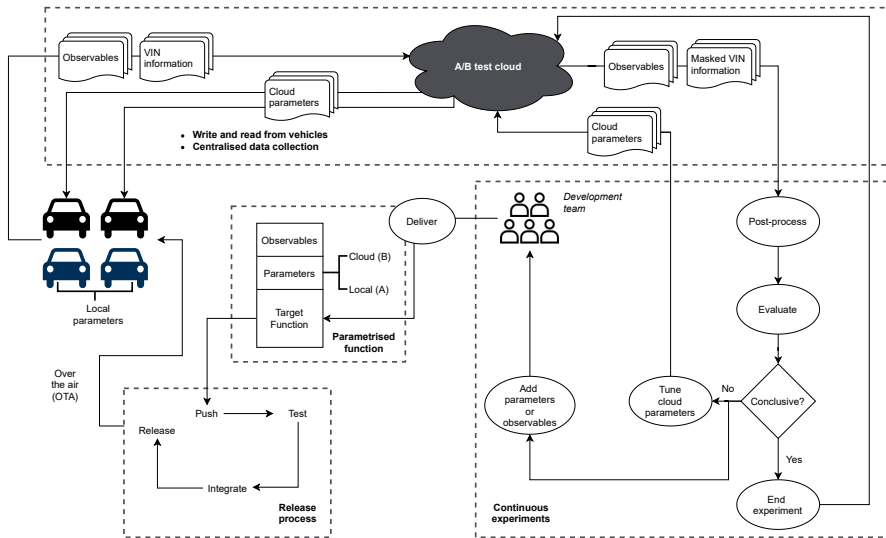 Observables
VIN
information
A/B test cloud
Observables
Masked VIN
information
Cloud
parameters
Cloud
parameters
Write and read from vehicles
Centralised data collection
Development
team
Deliver
Post-process
Observables
Parameters
Target
Function
Cloud (B)
Local (A)
Parametrised
function
Local
parameters
Evaluate
Over
the air
(OTA)
Add
parameters
or
observables
Tune
cloud
parameters
No
Conclusive?
Yes
Push
Test
Release
Integrate
Release
process
Continuous
experiments
End
experiment